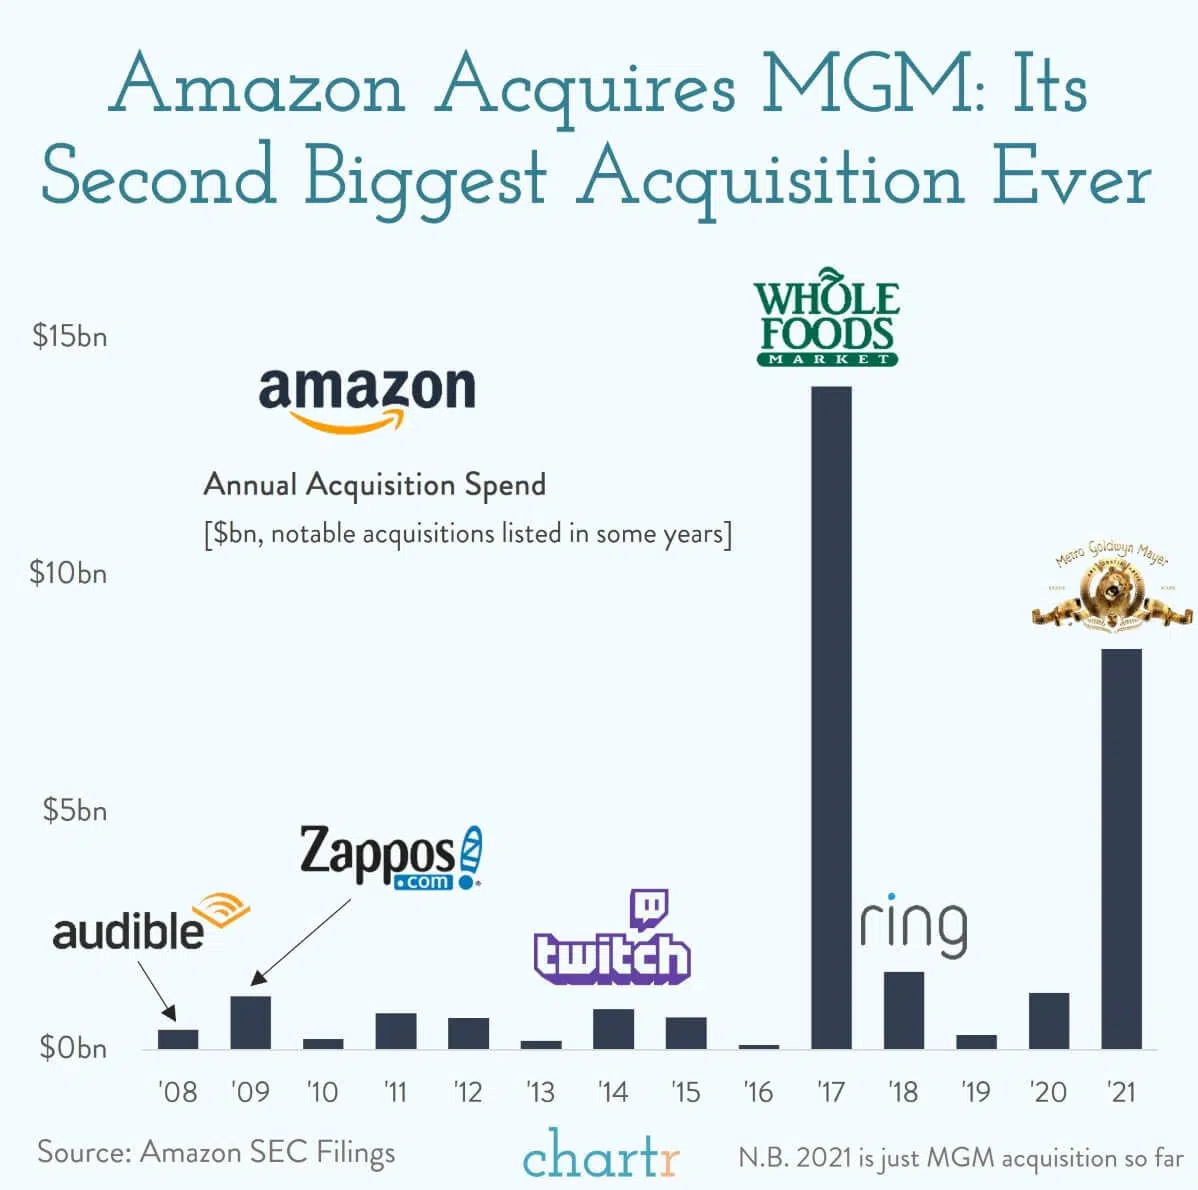 Amazon Acquires MGM: Its
Second Biggest Acquisition Ever
WHOLE
FOODS
MARKET
$15bn
amazon
Annual Acquisition Spend
[$bn, notable acquisitions listed in some years]
$10bn
Metro Goldwyn Mayer
TRADE MARK
$5bn
Zappos
.com
audible
twitch
ring
$0bn
'08 '09 '10 '11 '12 '13 '14 '15 '16 '17 '18 '19 '20 '21
Source: Amazon SEC Filings
chartr
N.B. 2021 is just MGM acquisition so far